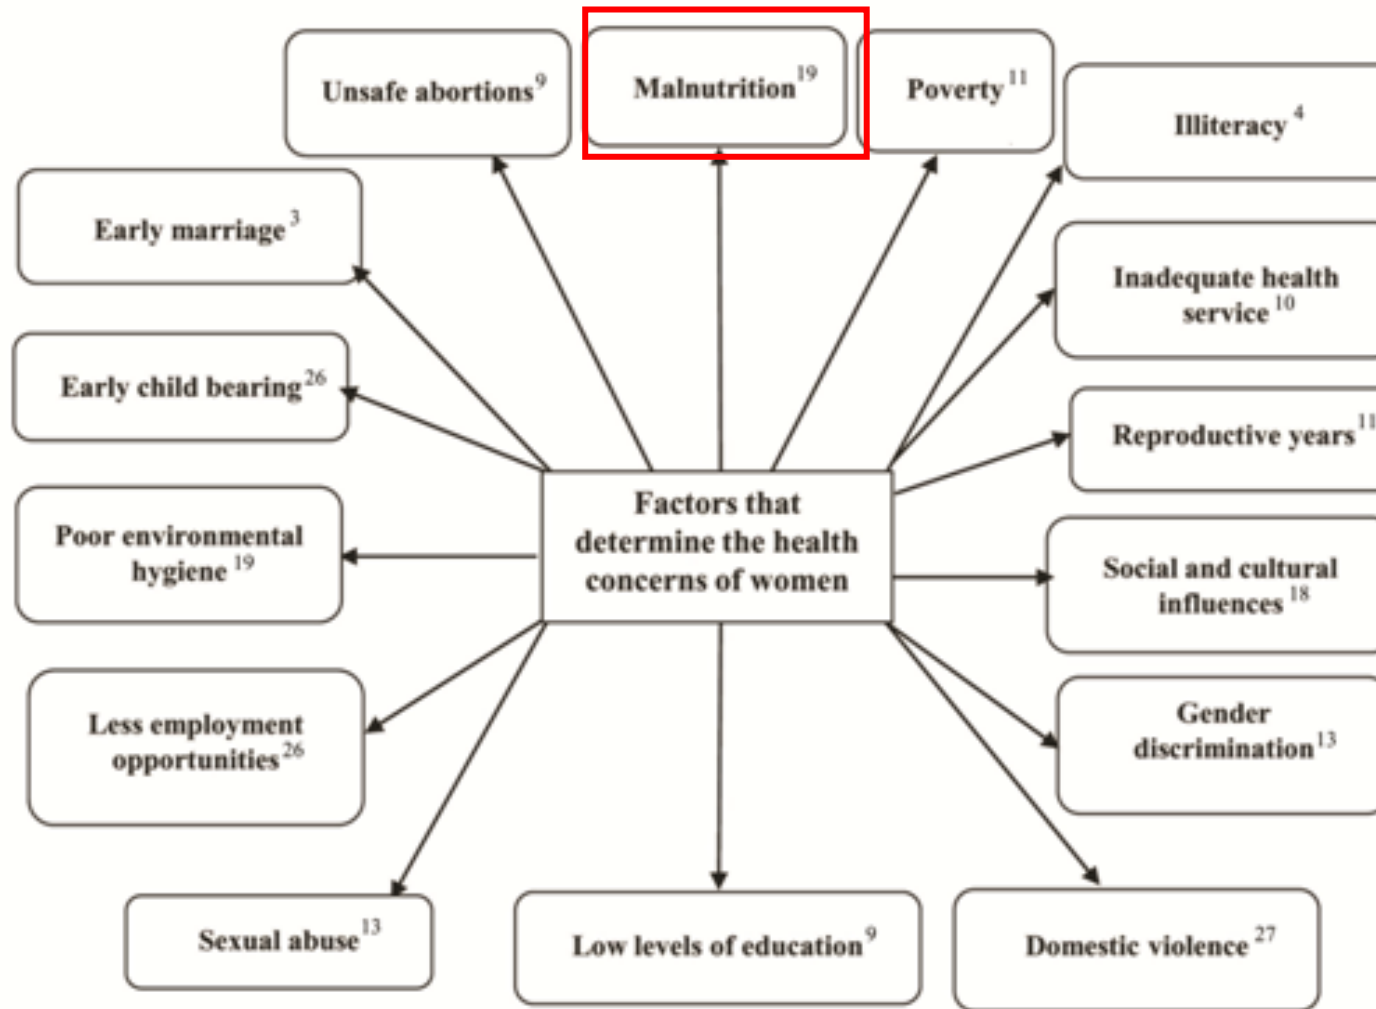 Unsafe abortions9
Malnutrition19
Poverty11
Illiteracy4
Early marriage3
Inadequate health
service10
Early child bearing26
Reproductive years11
Factors that
determine the health
concerns of women
Poor environmental
hygiene19
Social and cultural
influences18
Less employment
opportunities26
Gender
discrimination13
Sexual abuse13
Low levels of education9
Domestic violence27